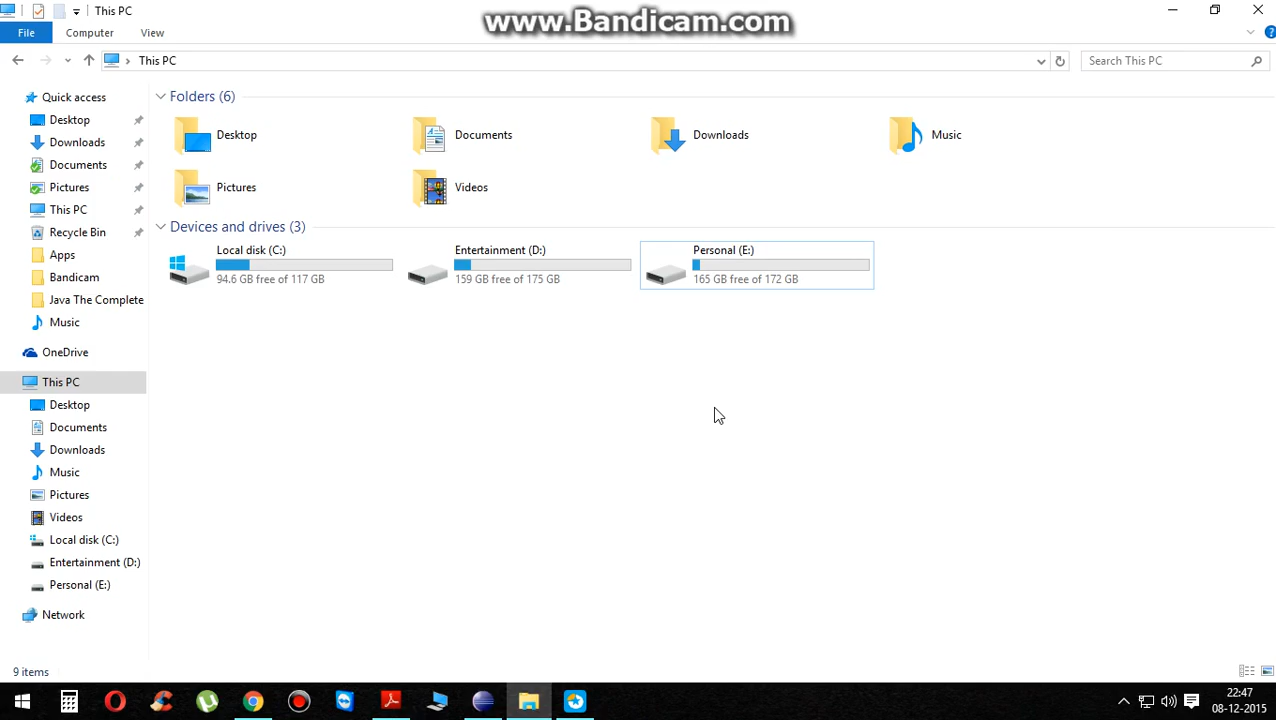 This PC
www.Bandicam.com
File Computer View
This PC
Search This PC
Quick access
Desktop
Downloads
Documents
Pictures
This PC
Recycle Bin
Apps
Bandicam
Java The Complete
Music
OneDrive
This PC
Desktop
Documents
Downloads
Music
Pictures
Videos
Local disk (C:)
Entertainment (D:)
Personal (E:)
Network
Folders (6)
Desktop Documents Downloads Music
Pictures Videos
Devices and drives (3)
Local disk (C:)
94.6 GB free of 117 GB
Entertainment (D:)
159 GB free of 175 GB
Personal (E:)
165 GB free of 172 GB
9 items
22:47
08-12-2015